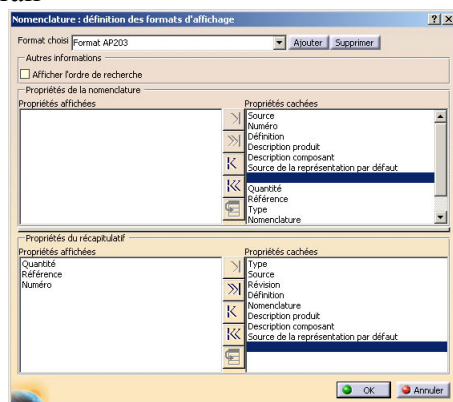 Nomenclature : définition des formats d'affichage
Format choisi Format AP203 Ajouter Supprimer
Autres informations
Afficher l'ordre de recherche
Propriétés de la nomenclature
Propriétés affichées
Propriétés cachées
Source
Numéro
Définition
Description produit
Description composant
Source de la représentation par défaut
Quantité
Référence
Type
Nomenclature
Propriétés du récapitulatif
Propriétés affichées
Quantité
Référence
Numéro
Propriétés cachées
Type
Source
Révision
Définition
Nomenclature
Description produit
Description composant
Source de la représentation par défaut
OK Annuler